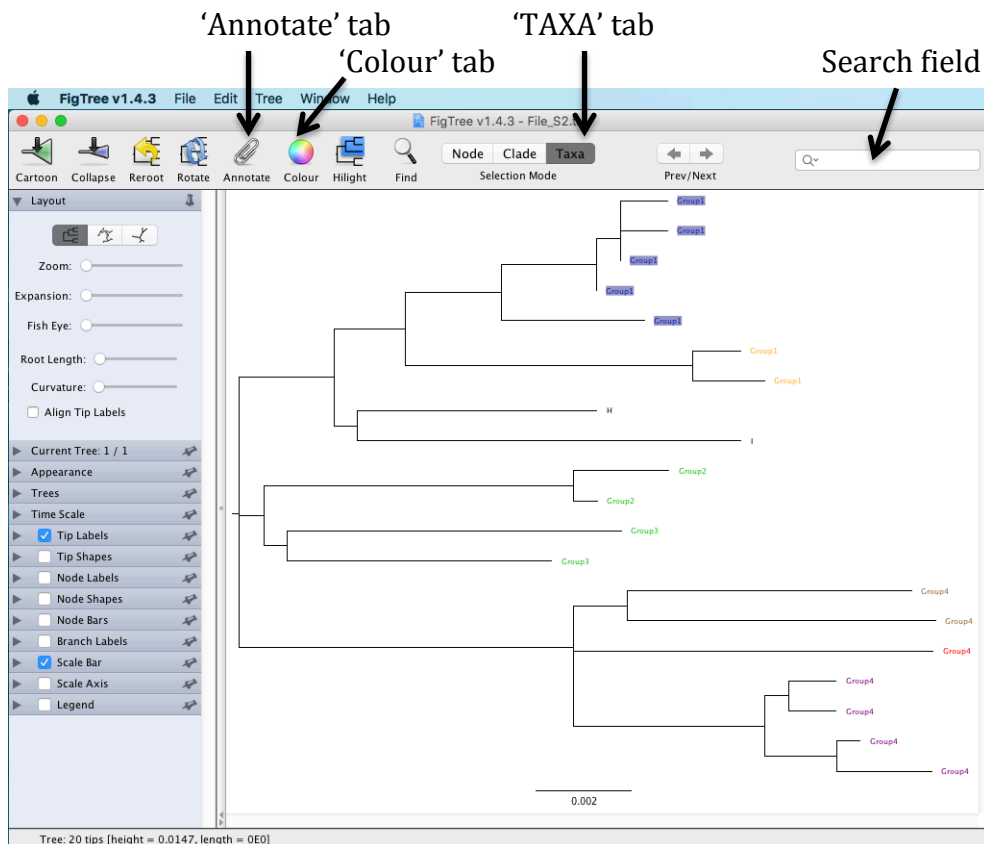 ‘Annotate’ tab
‘TAXA’ tab
‘Colour’ tab
Search field
FigTree v1.4.3 File Edit Tree Window Help
FigTree v1.4.3 - File_S2.
Node Clade Taxa
Cartoon Collapse Reroot Rotate Annotate Colour Hilight Find Selection Mode Prev/Next
Layout
Zoom:
Expansion:
Fish Eye:
Root Length:
Curvature:
Align Tip Labels
Current Tree: 1 / 1
Appearance
Trees
Time Scale
Tip Labels
Tip Shapes
Node Labels
Node Shapes
Node Bars
Branch Labels
Scale Bar
Scale Axis
Legend
Group1
Group1
Group1
Group1
Group1
Group1
Group1
H
I
Group2
Group2
Group3
Group3
Group4
Group4
Group4
Group4
Group4
Group4
Group4
0.002
Tree: 20 tips [height = 0.0147, length = 0E0]